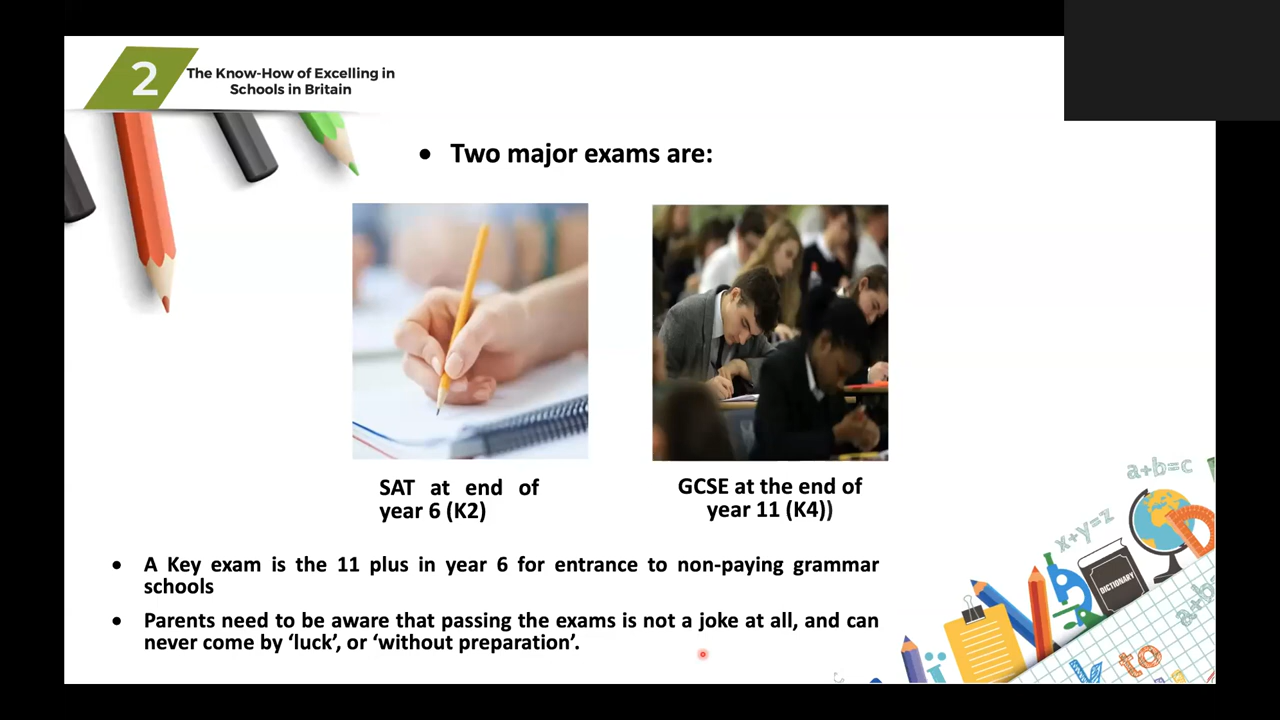 2
The Know-How of Excelling in
Schools in Britain
• Two major exams are:
SAT at end of
year 6 (K2)
GCSE at the end of
year 11 (K4))
• A Key exam is the 11 plus in year 6 for entrance to non-paying grammar
schools
• Parents need to be aware that passing the exams is not a joke at all, and can
never come by ‘luck’, or ‘without preparation’.
a+b=c
x+y=z
DICTIONARY
a+b
to